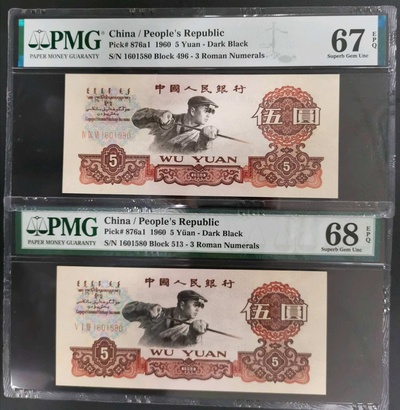 PMG
PAPER MONEY GUARANTY
China / People's Republic
Pick# 876a1 1960 5 Yuan - Dark Black
S/N 1601580 Block 496 - 3 Roman Numerals
67 EPQ
Superb Gem Unc
中國人民銀行
1601580
伍圓
5
WU YUAN
5
PMG
PAPER MONEY GUARANTY
China / People's Republic
Pick# 876a1 1960 5 Yüan - Dark Black
S/N 1601580 Block 513 - 3 Roman Numerals
68 EPQ
Superb Gem Unc
中國人民銀行
1601580
伍圓
5
WU YUAN
5